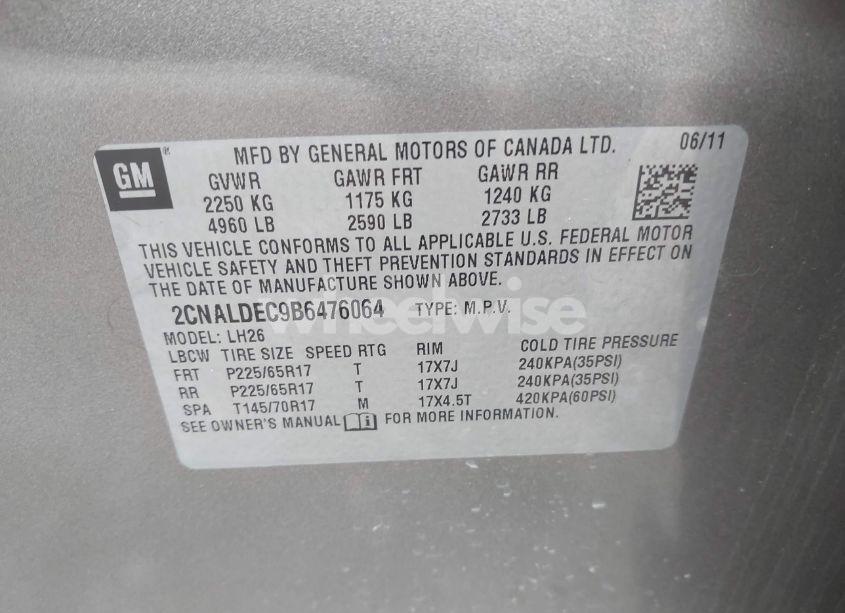 GM
MFD BY GENERAL MOTORS OF CANADA LTD. 06/11
GVWR GAWR FRT GAWR RR
2250 KG 1175 KG 1240 KG
4960 LB 2590 LB 2733 LB
THIS VEHICLE CONFORMS TO ALL APPLICABLE U.S. FEDERAL MOTOR
VEHICLE SAFETY AND THEFT PREVENTION STANDARDS IN EFFECT ON
THE DATE OF MANUFACTURE SHOWN ABOVE.
2CNALDEC9B6476064 TYPE: M.P.V.
wheelwise
MODEL: LH26
LBCW TIRE SIZE SPEED RTG RIM COLD TIRE PRESSURE
FRT P225/65R17 T 17X7J 240KPA(35PSI)
RR P225/65R17 T 17X7J 240KPA(35PSI)
SPA T145/70R17 M 17X4.5T 420KPA(60PSI)
SEE OWNER'S MANUAL i FOR MORE INFORMATION.